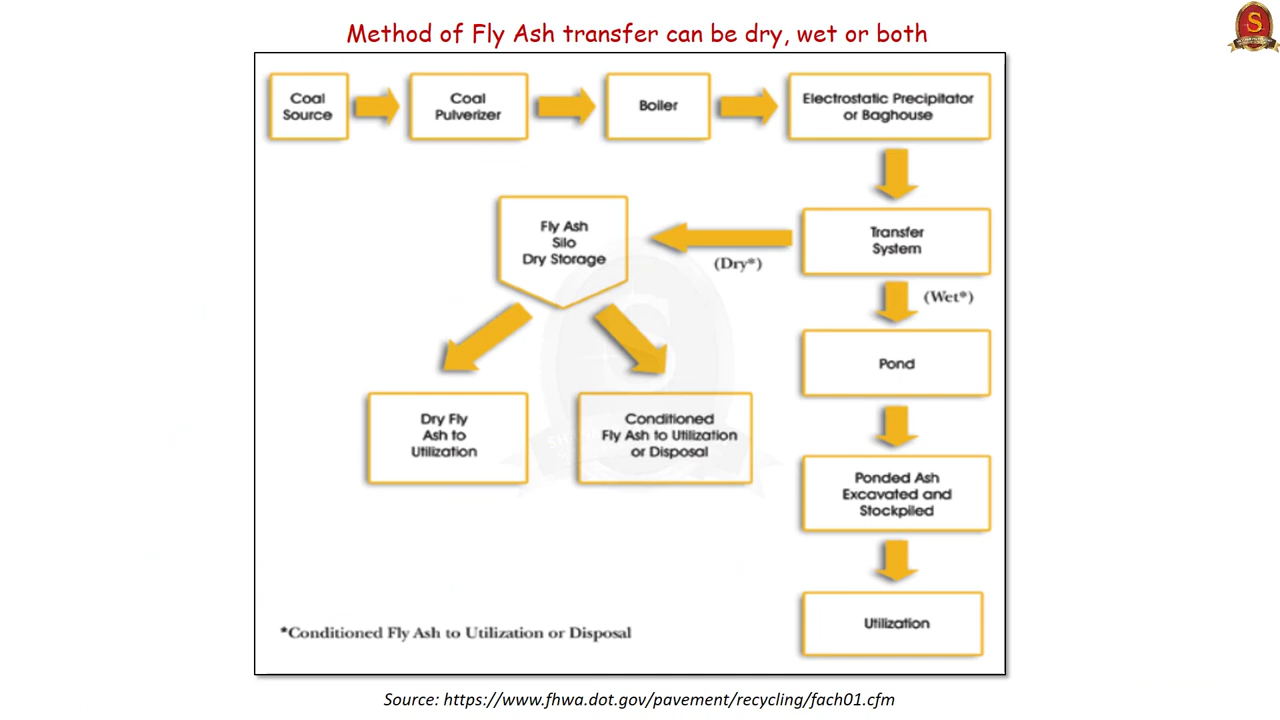 Method of Fly Ash transfer can be dry, wet or both
S
Coal
Source
Coal
Pulverizer
Boiler
Electrostatic Precipitator
or Baghouse
Fly Ash
Silo
Dry Storage
(Dry*)
Transfer
System
(Wet*)
Pond
Dry Fly
Ash to
Utilization
Conditioned
Fly Ash to Utilization
or Disposal
Ponded Ash
Excavated and
Stockpiled
Utilization
*Conditioned Fly Ash to Utilization or Disposal
Source: https://www.fhwa.dot.gov/pavement/recycling/fach01.cfm